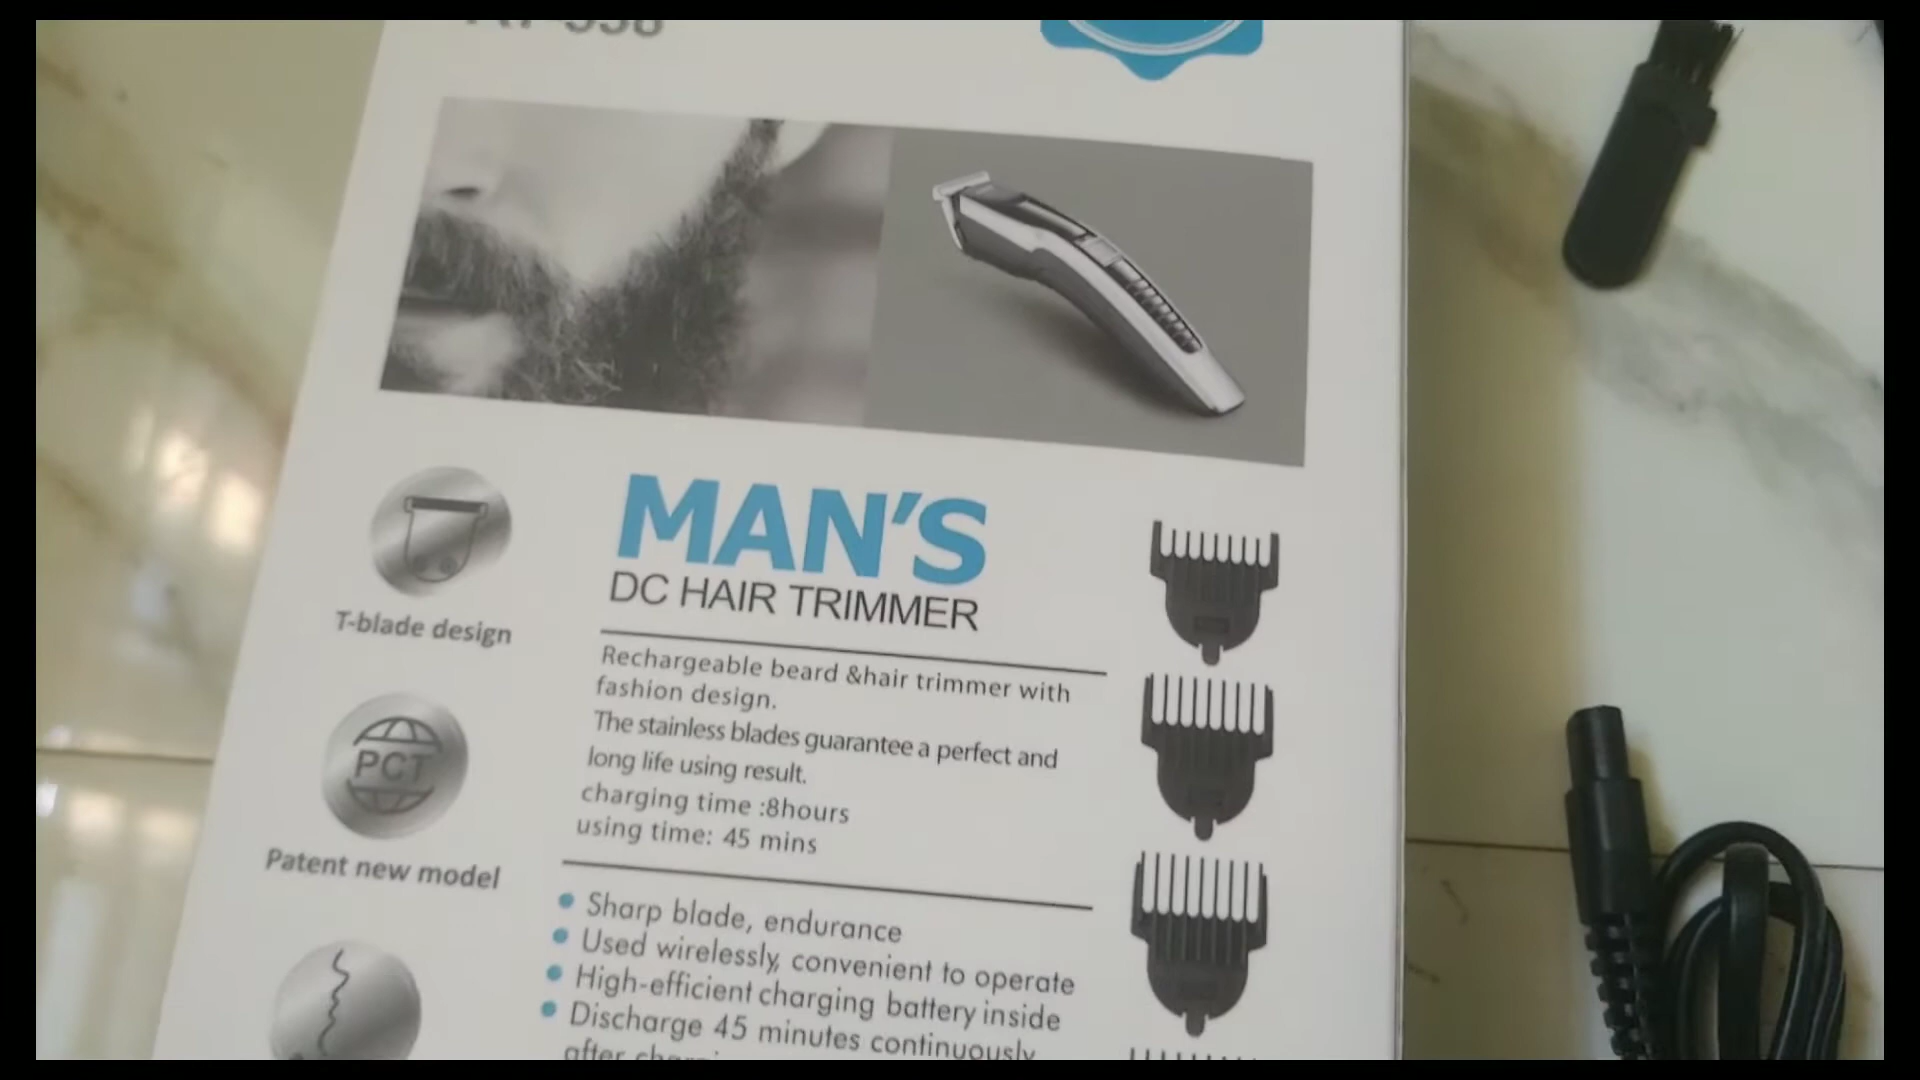 MAN'S
DC HAIR TRIMMER
T-blade design
Rechargeable beard &hair trimmer with
fashion design.
The stainless blades guarantee a perfect and
long life using result.
charging time :8hours
using time: 45 mins
PCT
Patent new model
Sharp blade, endurance
Used wirelessly, convenient to operate
High-efficient charging battery inside
Discharge 45 minutes continuously
after